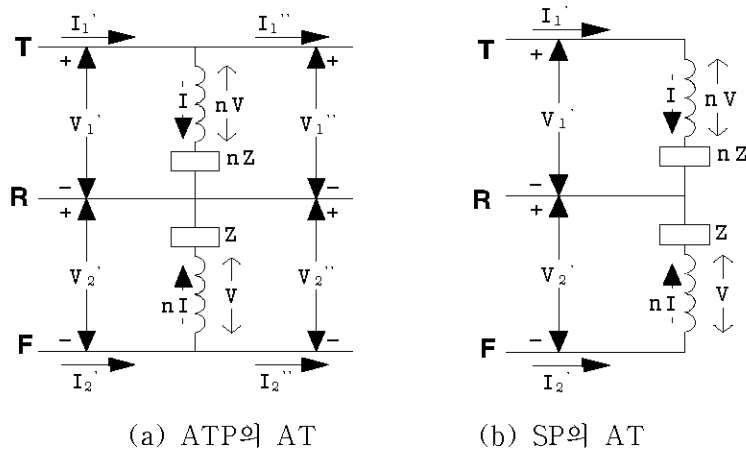 I₁' I₁''
T
+ +
I nV
V₁' V₁''
nZ
− −
R
+ +
Z
V₂' V₂''
nI V
− −
F
I₂' I₂''
(a) ATP의 AT
I₁'
T
+
I nV
V₁'
nZ
−
R
+
Z
V₂'
nI V
−
F
I₂'
(b) SP의 AT